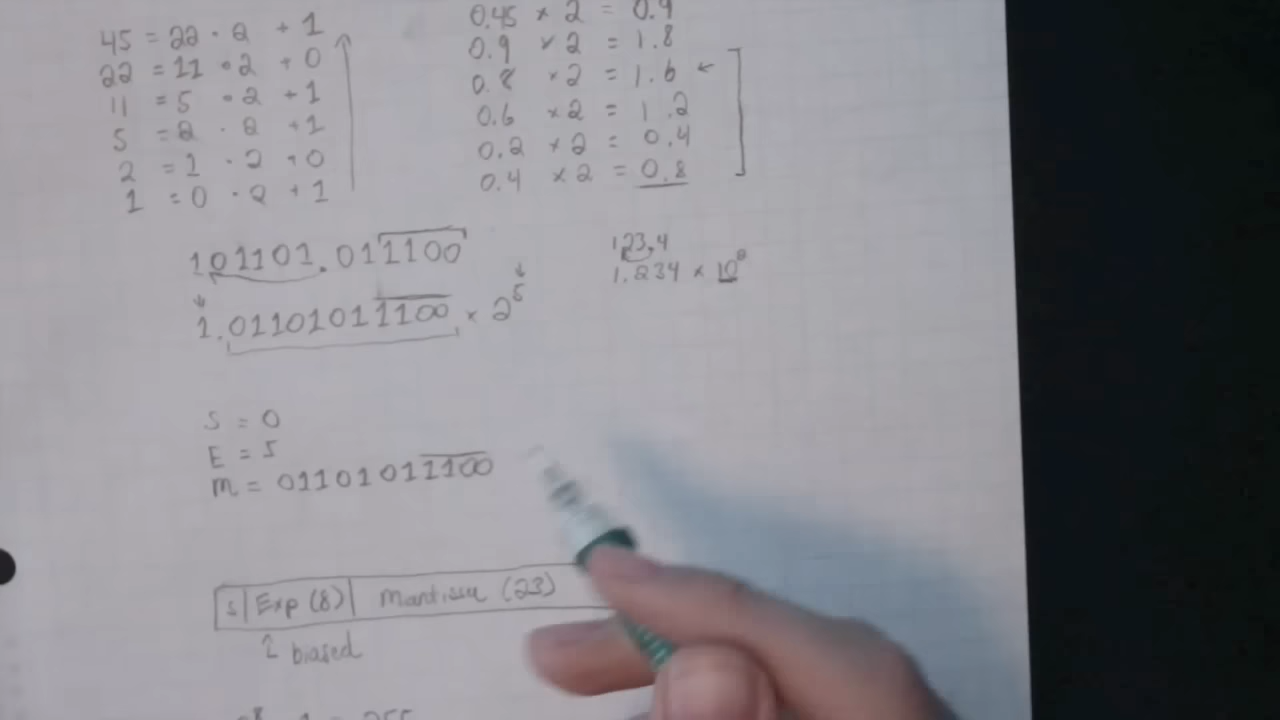 45 = 22 · 2 + 1
22 = 11 · 2 + 0
11 = 5 · 2 + 1
5 = 2 · 2 + 1
2 = 1 · 2 + 0
1 = 0 · 2 + 1
0.45 × 2 = 0.9
0.9 × 2 = 1.8
0.8 × 2 = 1.6 ←
0.6 × 2 = 1.2
0.2 × 2 = 0.4
0.4 × 2 = 0.8
101101.011100
1.01101011100 × 2^5
123.4
1.234 × 10
S = 0
E = 5
m = 01101011100
s | Exp (8) | Mantissa (23)
biased